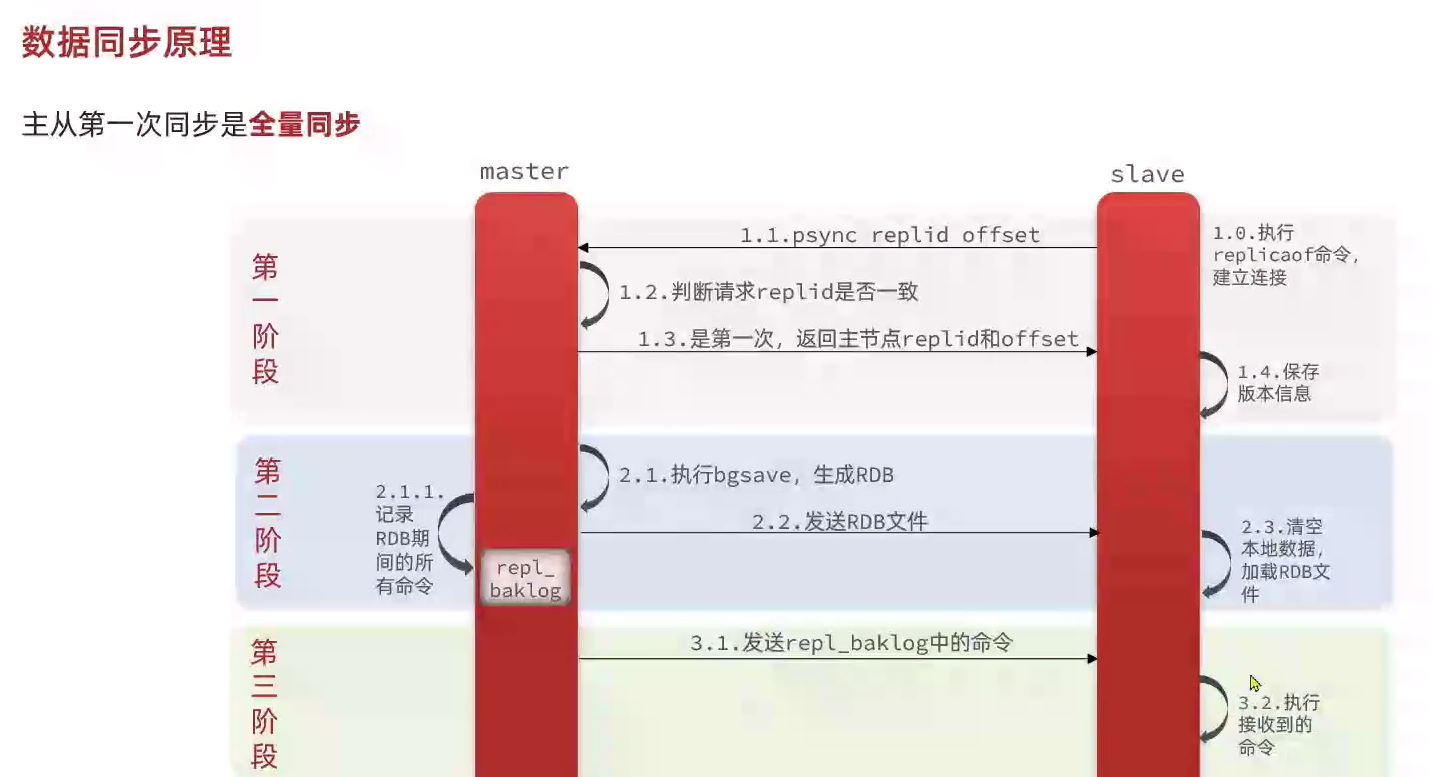 数据同步原理
主从第一次同步是全量同步
master
slave
第
一
阶
段
1.0.执行
replicaof命令，
建立连接
1.1.psync replid offset
1.2.判断请求replid是否一致
1.3.是第一次，返回主节点replid和offset
1.4.保存
版本信息
第
二
阶
段
2.1.执行bgsave，生成RDB
2.1.1.
记录
RDB期
间的所
有命令
repl_
baklog
2.2.发送RDB文件
2.3.清空
本地数据，
加载RDB文
件
第
三
阶
段
3.1.发送repl_baklog中的命令
3.2.执行
接收到的
命令